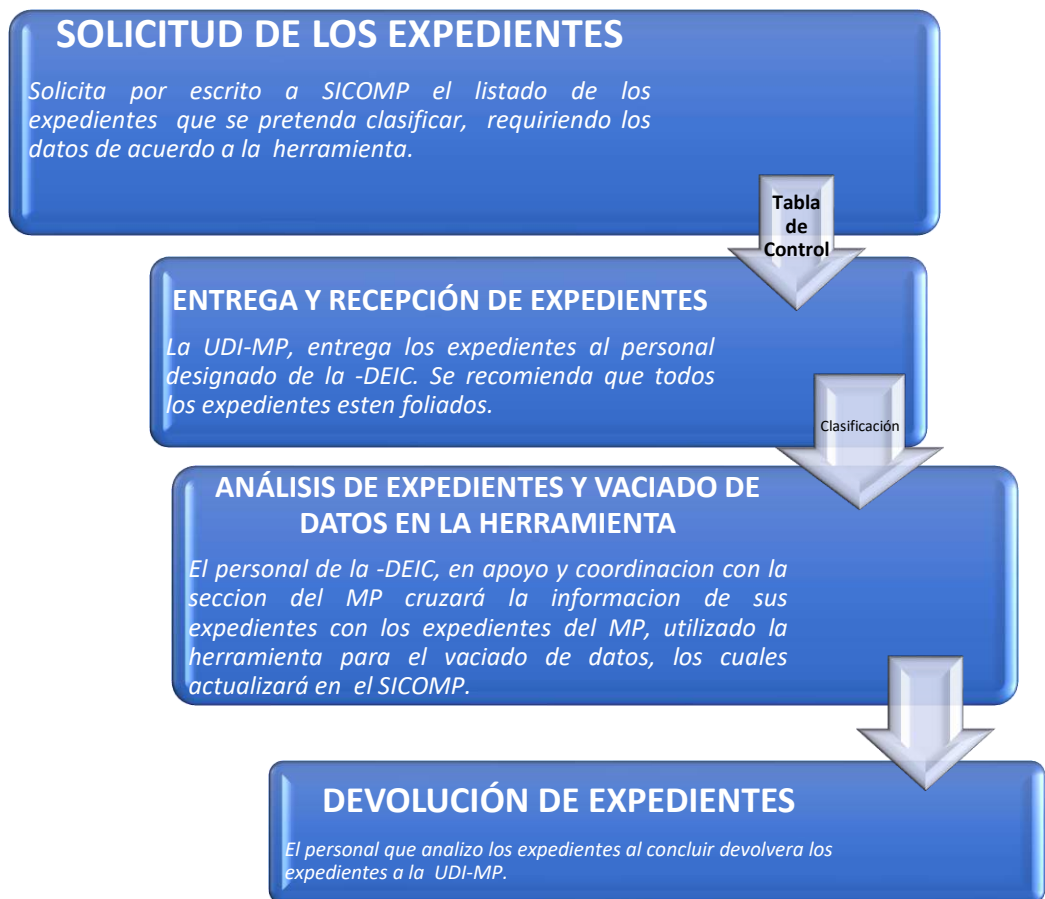 SOLICITUD DE LOS EXPEDIENTES
Solicita por escrito a SICOMP el listado de los
expedientes que se pretenda clasificar, requiriendo los
datos de acuerdo a la herramienta.
Tabla
de
Control
ENTREGA Y RECEPCIÓN DE EXPEDIENTES
La UDI-MP, entrega los expedientes al personal
designado de la -DEIC. Se recomienda que todos
los expedientes esten foliados.
Clasificación
ANÁLISIS DE EXPEDIENTES Y VACIADO DE
DATOS EN LA HERRAMIENTA
El personal de la -DEIC, en apoyo y coordinacion con la
seccion del MP cruzará la informacion de sus
expedientes con los expedientes del MP, utilizado la
herramienta para el vaciado de datos, los cuales
actualizará en el SICOMP.
DEVOLUCIÓN DE EXPEDIENTES
El personal que analizo los expedientes al concluir devolvera los
expedientes a la UDI-MP.